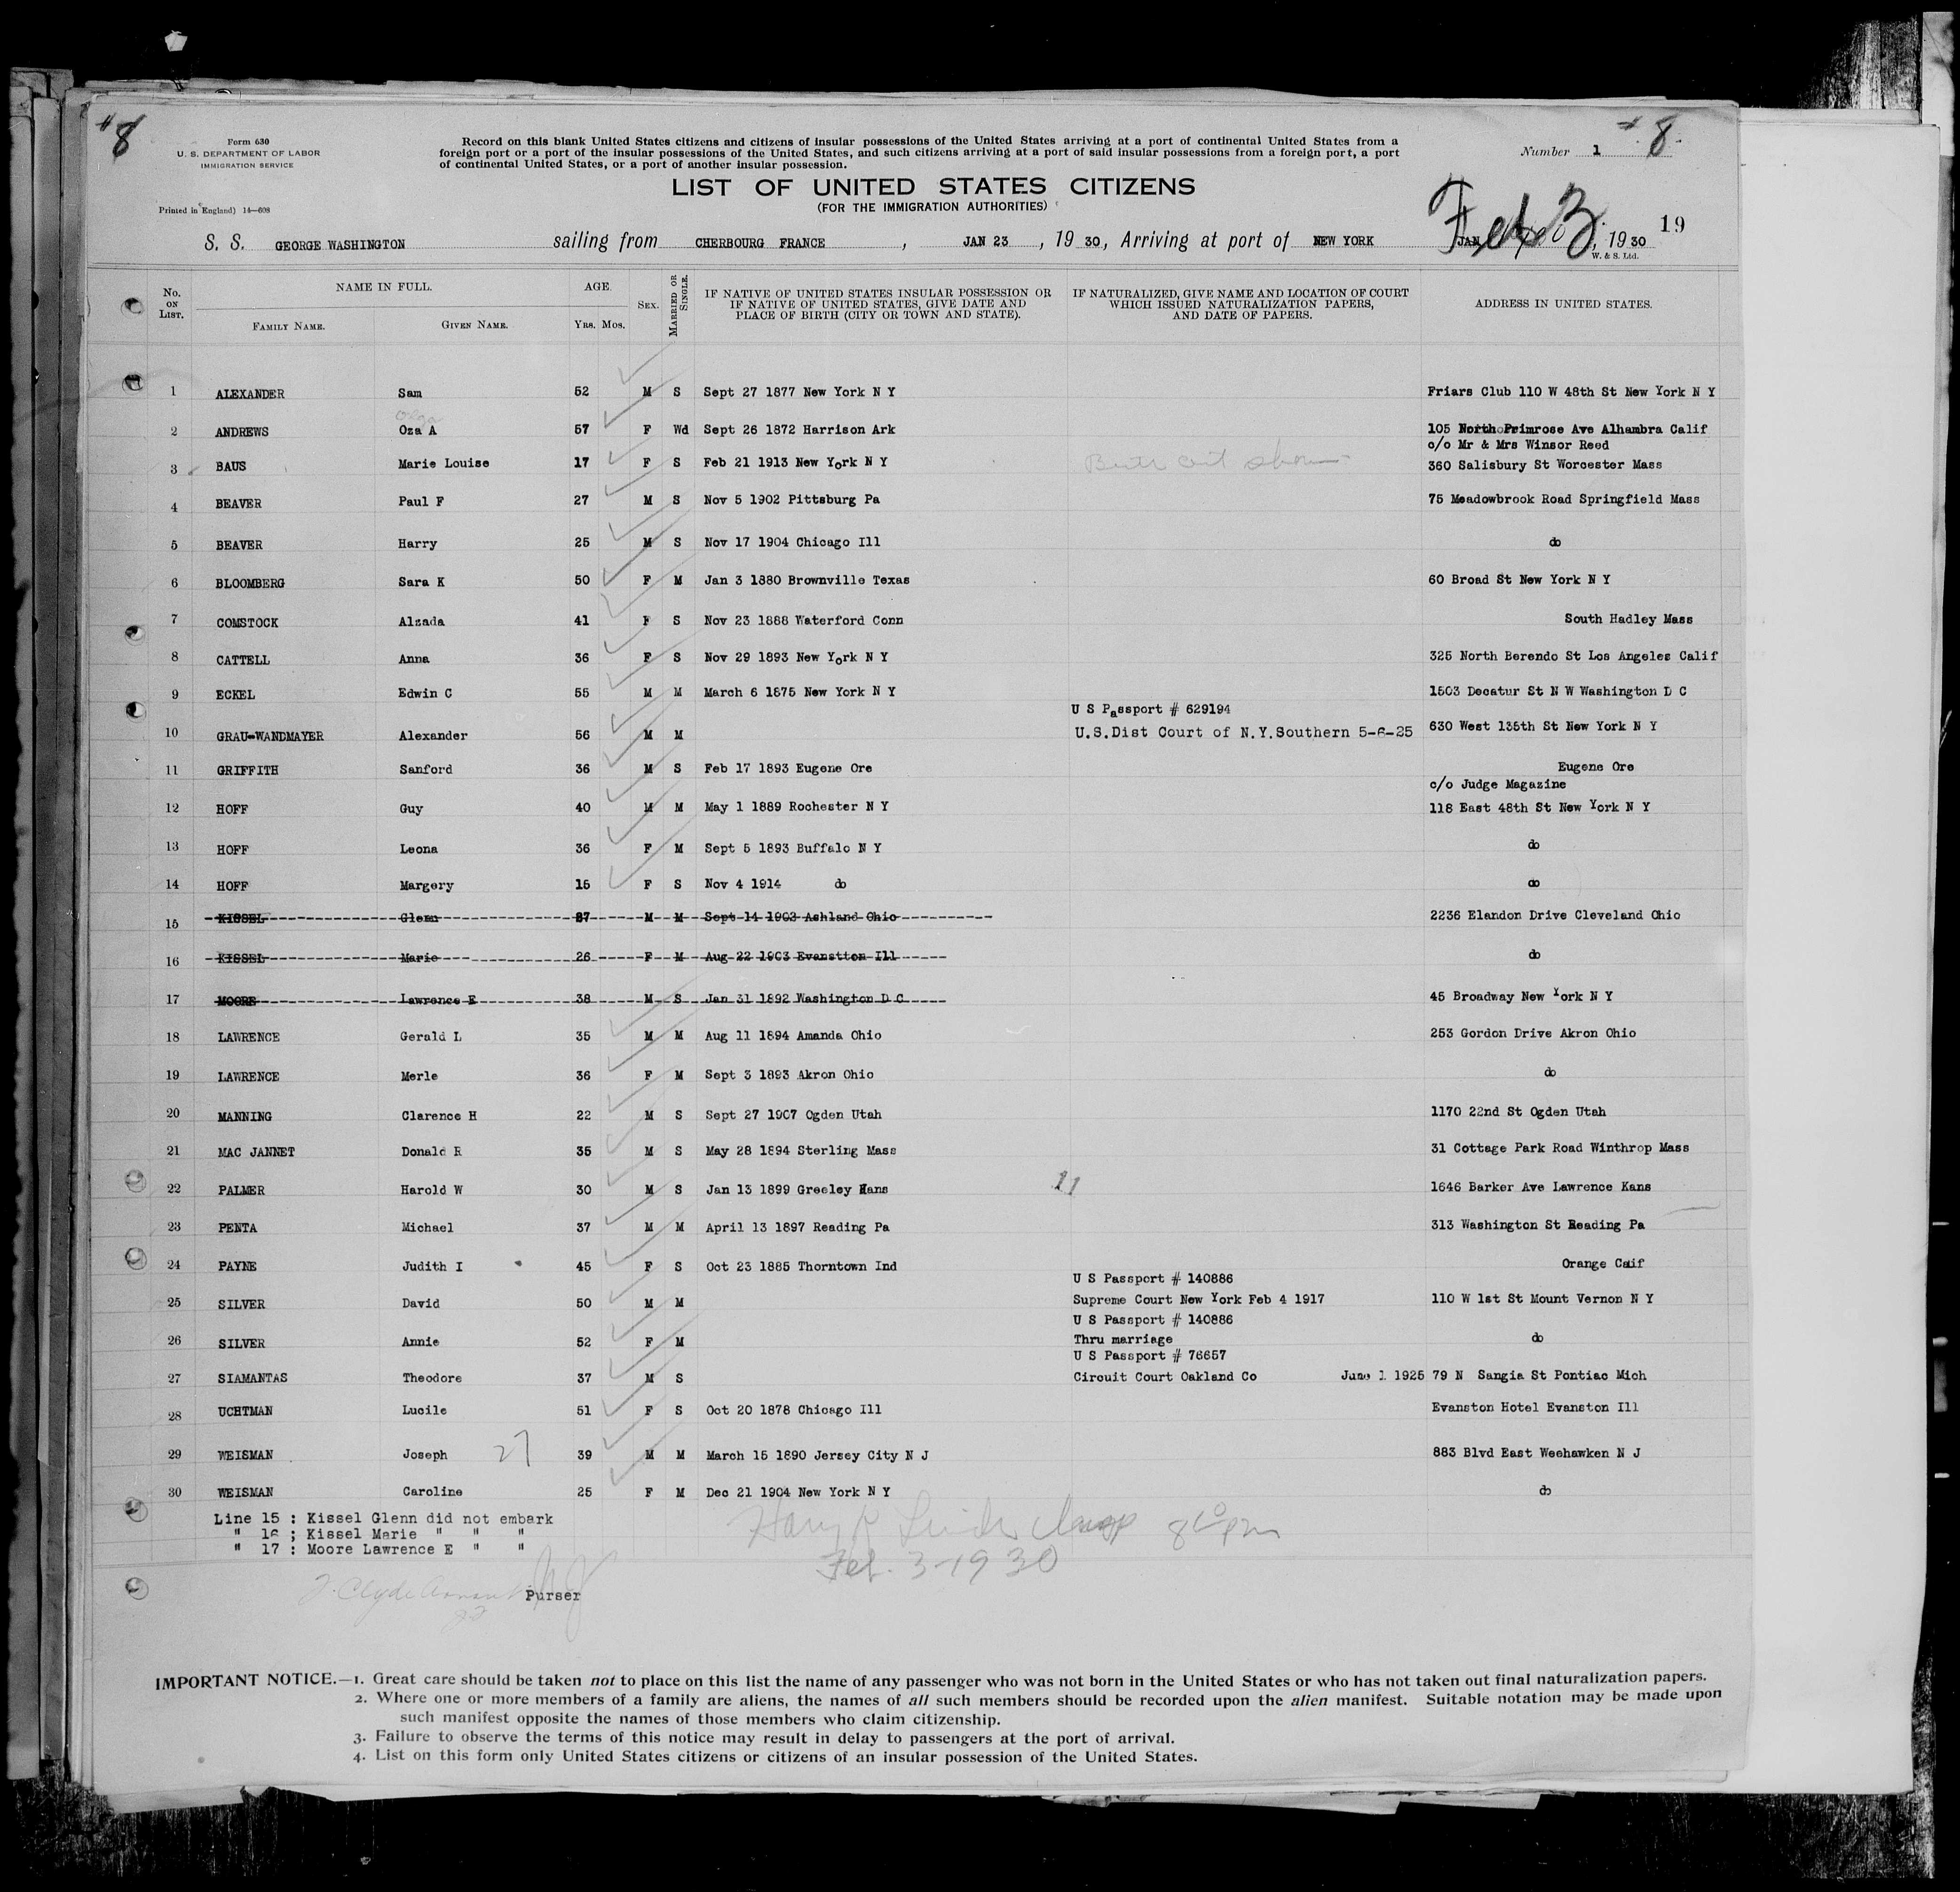 #8
Form 630
U. S. DEPARTMENT OF LABOR
IMMIGRATION SERVICE
Printed in England) 14—608
Record on this blank United States citizens and citizens of insular possessions of the United States arriving at a port of continental United States from a
foreign port or a port of the insular possessions of the United States, and such citizens arriving at a port of said insular possessions from a foreign port, a port
of continental United States, or a port of another insular possession.
Number 1 8
LIST OF UNITED STATES CITIZENS
(FOR THE IMMIGRATION AUTHORITIES)
S. S. GEORGE WASHINGTON sailing from CHERBOURG FRANCE, JAN 23, 19 30, Arriving at port of NEW YORK JAN Feb 3, 19 30 19
W. & S. Ltd.
No. ON LIST. NAME IN FULL. FAMILY NAME. GIVEN NAME. AGE. YRS. MOS. SEX. MARRIED OR SINGLE. IF NATIVE OF UNITED STATES INSULAR POSSESSION OR IF NATIVE OF UNITED STATES, GIVE DATE AND PLACE OF BIRTH (CITY OR TOWN AND STATE). IF NATURALIZED, GIVE NAME AND LOCATION OF COURT WHICH ISSUED NATURALIZATION PAPERS, AND DATE OF PAPERS. ADDRESS IN UNITED STATES.
1 ALEXANDER Sam 52 M S Sept 27 1877 New York N Y Friars Club 110 W 48th St New York N Y
2 ANDREWS Oza A 57 F Wd Sept 26 1872 Harrison Ark 105 North Primrose Ave Alhambra Calif
c/o Mr & Mrs Winsor Reed
3 BAUS Marie Louise 17 F S Feb 21 1913 New York N Y 360 Salisbury St Worcester Mass
4 BEAVER Paul F 27 M S Nov 5 1902 Pittsburg Pa 75 Meadowbrook Road Springfield Mass
5 BEAVER Harry 25 M S Nov 17 1904 Chicago Ill do
6 BLOOMBERG Sara K 50 F M Jan 3 1880 Brownville Texas 60 Broad St New York N Y
7 COMSTOCK Alzada 41 F S Nov 23 1888 Waterford Conn South Hadley Mass
8 CATTELL Anna 36 F S Nov 29 1893 New York N Y 325 North Berendo St Los Angeles Calif
9 ECKEL Edwin C 55 M M March 6 1875 New York N Y 1503 Decatur St N W Washington D C
U S Passport # 629194
10 GRAU-WANDMAYER Alexander 56 M M U.S.Dist Court of N.Y.Southern 5-6-25 630 West 135th St New York N Y
11 GRIFFITH Sanford 36 M S Feb 17 1893 Eugene Ore Eugene Ore
c/o Judge Magazine
12 HOFF Guy 40 M M May 1 1889 Rochester N Y 118 East 48th St New York N Y
13 HOFF Leona 36 F M Sept 5 1893 Buffalo N Y do
14 HOFF Margery 15 F S Nov 4 1914 do do
15 KISSEL Glenn 27 M M Sept 14 1903 Ashland Ohio 2236 Elandon Drive Cleveland Ohio
16 KISSEL Marie 26 F M Aug 22 1903 Evanstton Ill do
17 MOORE Lawrence E 38 M S Jan 31 1892 Washington D C 45 Broadway New York N Y
18 LAWRENCE Gerald L 35 M M Aug 11 1894 Amanda Ohio 253 Gordon Drive Akron Ohio
19 LAWRENCE Merle 36 F M Sept 3 1893 Akron Ohio do
20 MANNING Clarence H 22 M S Sept 27 1907 Ogden Utah 1170 22nd St Ogden Utah
21 MAC JANNET Donald R 35 M S May 28 1894 Sterling Mass 31 Cottage Park Road Winthrop Mass
22 PALMER Harold W 30 M S Jan 13 1899 Greeley Kans 11 1646 Barker Ave Lawrence Kans
23 PENTA Michael 37 M M April 13 1897 Reading Pa 313 Washington St Reading Pa
24 PAYNE Judith I 45 F S Oct 23 1885 Thorntown Ind Orange Caif
U S Passport # 140886
25 SILVER David 50 M M Supreme Court New York Feb 4 1917 110 W 1st St Mount Vernon N Y
U S Passport # 140886
26 SILVER Annie 52 F M Thru marriage do
U S Passport # 76657
27 SIAMANTAS Theodore 37 M S Circuit Court Oakland Co June 1 1925 79 N Sangia St Pontiac Mich
28 UCHTMAN Lucile 51 F S Oct 20 1878 Chicago Ill Evanston Hotel Evanston Ill
29 WEISMAN Joseph 27 39 M M March 15 1890 Jersey City N J 883 Blvd East Weehawken N J
30 WEISMAN Caroline 25 F M Dec 21 1904 New York N Y do
Line 15 : Kissel Glenn did not embark
" 16 ; Kissel Marie " " "
" 17 : Moore Lawrence E " "
Feb. 3-1930
Purser
IMPORTANT NOTICE.—1. Great care should be taken not to place on this list the name of any passenger who was not born in the United States or who has not taken out final naturalization papers.
2. Where one or more members of a family are aliens, the names of all such members should be recorded upon the alien manifest. Suitable notation may be made upon
such manifest opposite the names of those members who claim citizenship.
3. Failure to observe the terms of this notice may result in delay to passengers at the port of arrival.
4. List on this form only United States citizens or citizens of an insular possession of the United States.